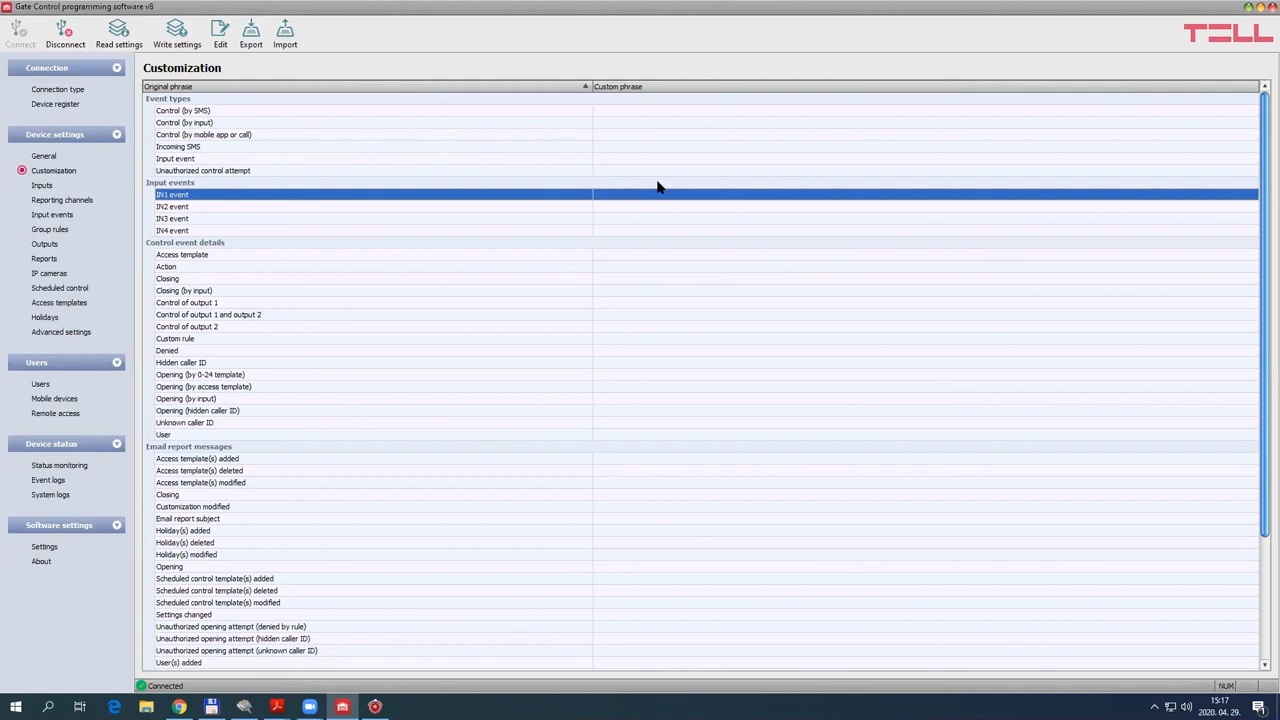 Gate Control programming software v8
Connect
Disconnect
Read settings
Write settings
Edit
Export
Import
TELL
Connection
Connection type
Device register
Device settings
General
Customization
Inputs
Reporting channels
Input events
Group rules
Outputs
Reports
IP cameras
Scheduled control
Access templates
Holidays
Advanced settings
Users
Users
Mobile devices
Remote access
Device status
Status monitoring
Event logs
System logs
Software settings
Settings
About
Customization
Original phrase
Custom phrase
Event types
Control (by SMS)
Control (by input)
Control (by mobile app or call)
Incoming SMS
Input event
Unauthorized control attempt
Input events
IN1 event
IN2 event
IN3 event
IN4 event
Control event details
Access template
Action
Closing
Closing (by input)
Control of output 1
Control of output 1 and output 2
Control of output 2
Custom rule
Denied
Hidden caller ID
Opening (by 0-24 template)
Opening (by access template)
Opening (by input)
Opening (hidden caller ID)
Unknown caller ID
User
Email report messages
Access template(s) added
Access template(s) deleted
Access template(s) modified
Closing
Customization modified
Email report subject
Holiday(s) added
Holiday(s) deleted
Holiday(s) modified
Opening
Scheduled control template(s) added
Scheduled control template(s) deleted
Scheduled control template(s) modified
Settings changed
Unauthorized opening attempt (denied by rule)
Unauthorized opening attempt (hidden caller ID)
Unauthorized opening attempt (unknown caller ID)
User(s) added
Connected
NUM
15:17
2020. 04. 29.
1